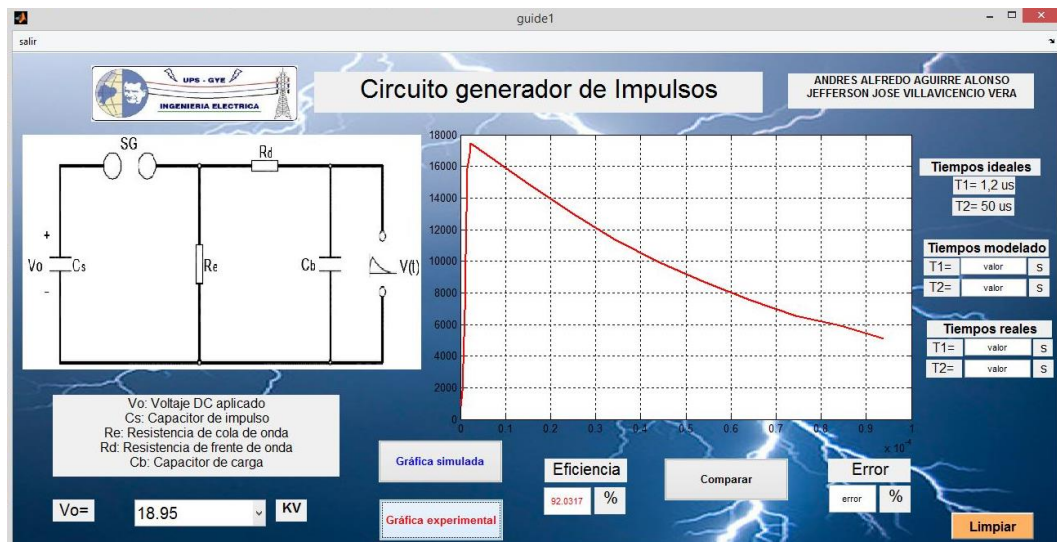 guide1
salir
UPS - GYE
INGENIERIA ELECTRICA
Circuito generador de Impulsos
ANDRES ALFREDO AGUIRRE ALONSO
JEFFERSON JOSE VILLAVICENCIO VERA
SG
Rd
+
Vo
Cs
Re
Cb
V(t)
-
18000
16000
14000
12000
10000
8000
6000
4000
2000
0
0 0.1 0.2 0.3 0.4 0.5 0.6 0.7 0.8 0.9 1
x 10⁻⁴
Tiempos ideales
T1= 1,2 us
T2= 50 us
Tiempos modelado
T1= valor S
T2= valor S
Tiempos reales
T1= valor S
T2= valor S
Vo: Voltaje DC aplicado
Cs: Capacitor de impulso
Re: Resistencia de cola de onda
Rd: Resistencia de frente de onda
Cb: Capacitor de carga
Vo= 18.95 KV
Gráfica simulada
Gráfica experimental
Eficiencia
92.0317 %
Comparar
Error
error %
Limpiar